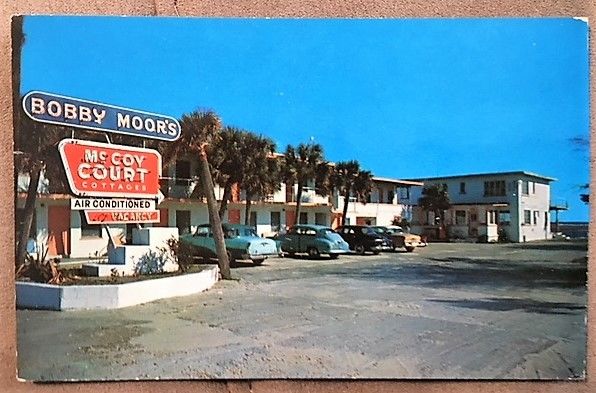 BOBBY MOOR'S
McCOY
COURT
COTTAGES
AIR CONDITIONED
VACANCY